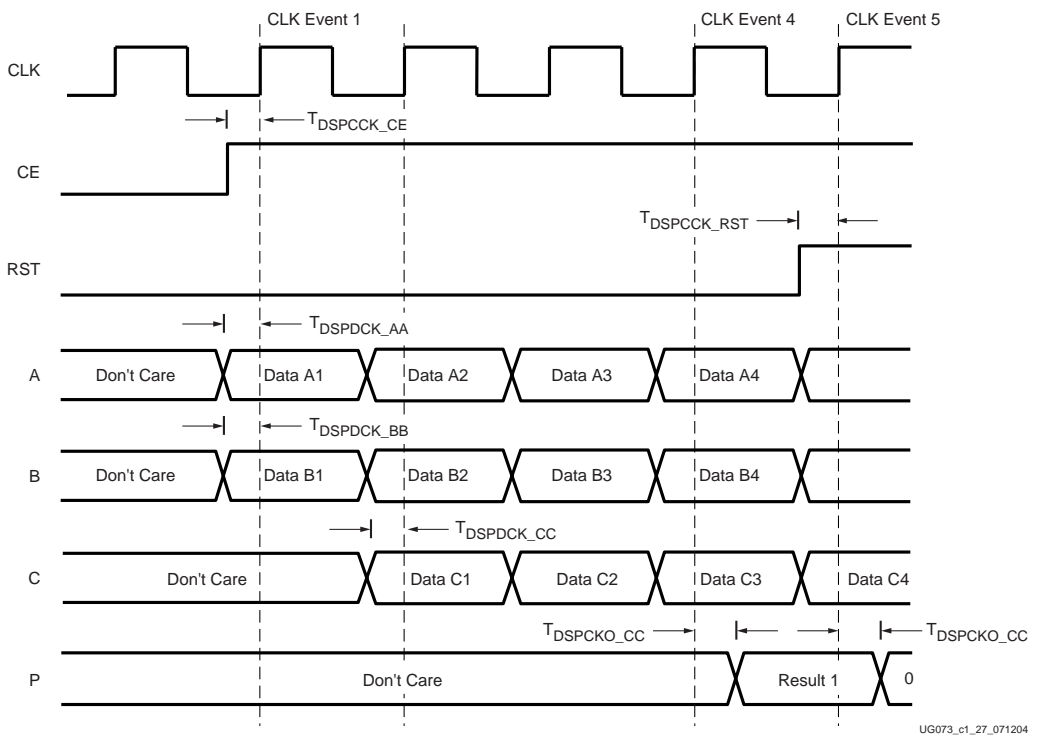 CLK Event 1
CLK Event 4
CLK Event 5
CLK
TDSPCCK_CE
CE
TDSPCCK_RST
RST
TDSPDCK_AA
A
Don't Care
Data A1
Data A2
Data A3
Data A4
TDSPDCK_BB
B
Don't Care
Data B1
Data B2
Data B3
Data B4
TDSPDCK_CC
C
Don't Care
Data C1
Data C2
Data C3
Data C4
TDSPCKO_CC
TDSPCKO_CC
P
Don't Care
Result 1
0
UG073_c1_27_071204